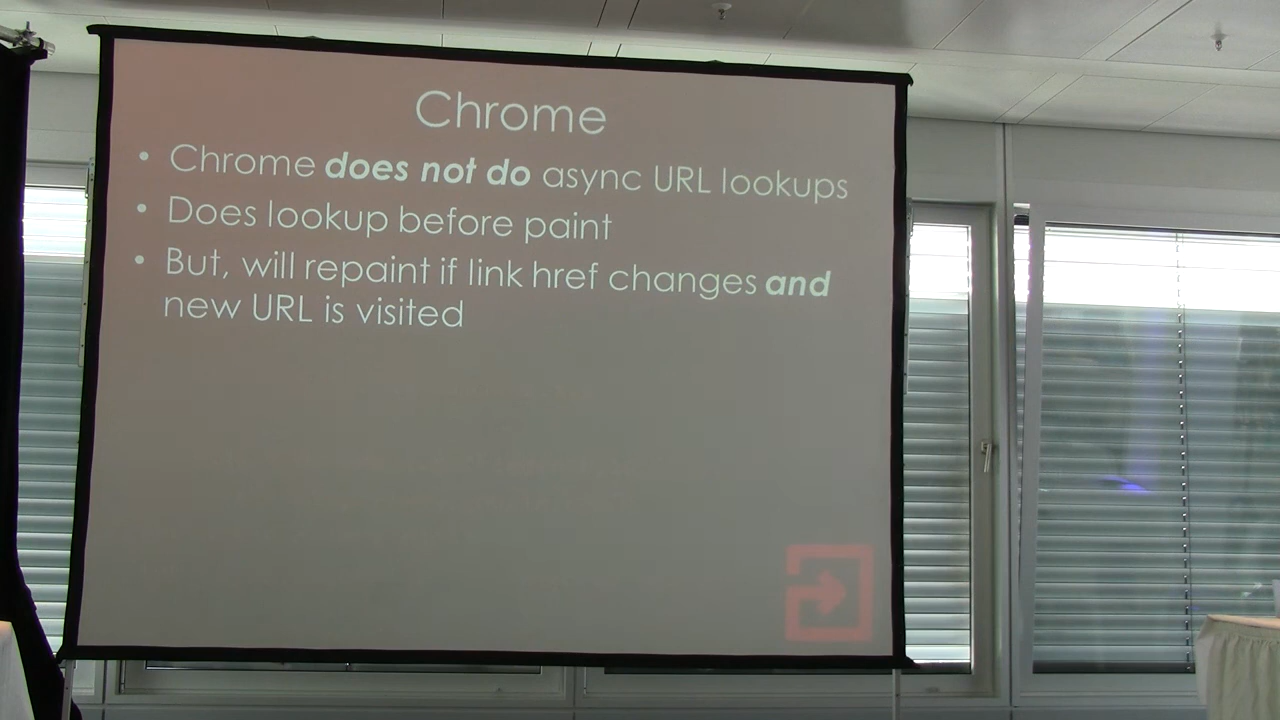 Chrome
• Chrome does not do async URL lookups
• Does lookup before paint
• But, will repaint if link href changes and
new URL is visited